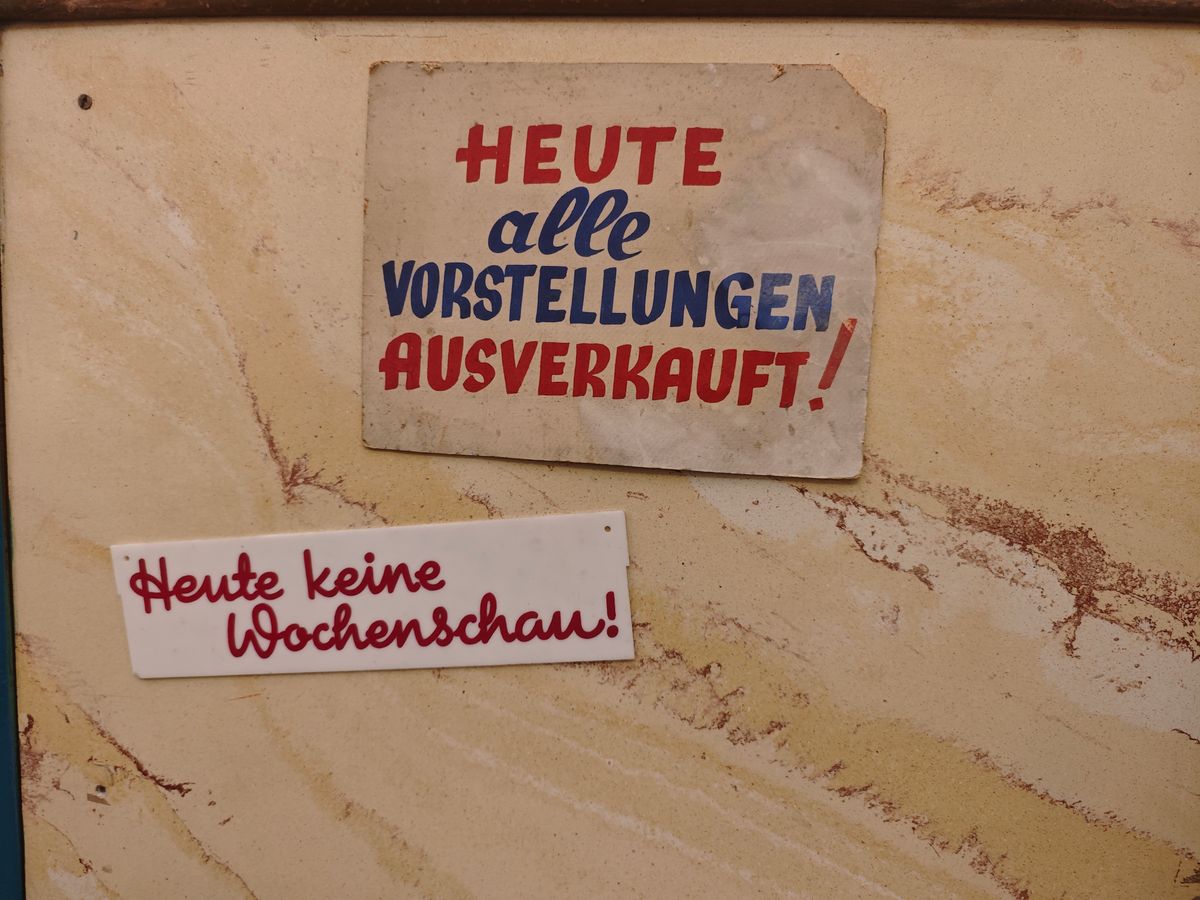 HEUTE
alle
VORSTELLUNGEN
AUSVERKAUFT!
Heute keine
Wochenschau!